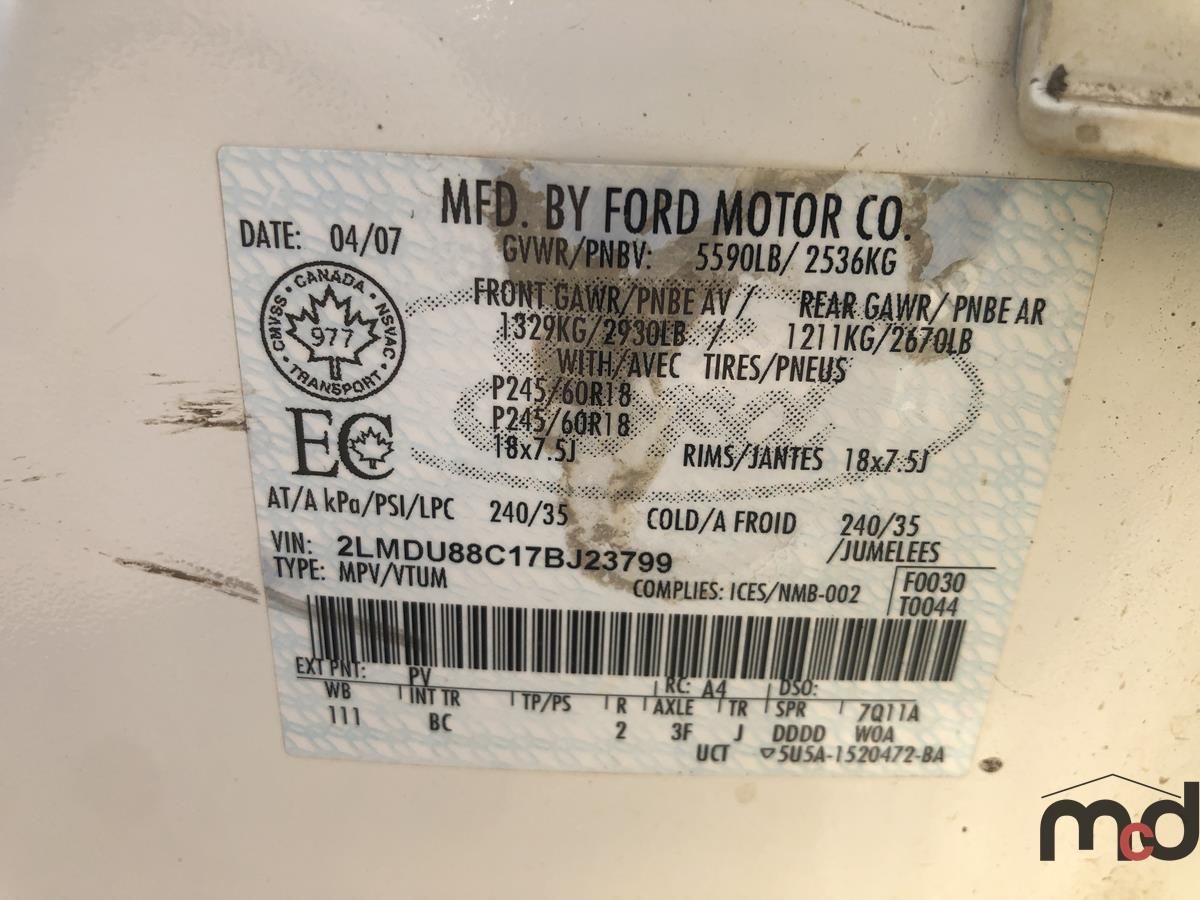 MFD. BY FORD MOTOR CO.
DATE: 04/07
GVWR/PNBV: 5590LB/ 2536KG
CANADA
CMVSS
NSVAC
977
TRANSPORT
FRONT GAWR/PNBE AV / REAR GAWR/ PNBE AR
1329KG/2930LB / 1211KG/2670LB
WITH/AVEC TIRES/PNEUS
P245/60R18
P245/60R18
18x7.5J RIMS/JANTES 18x7.5J
EC
AT/A kPa/PSI/LPC 240/35 COLD/A FROID 240/35
/JUMELEES
VIN: 2LMDU88C17BJ23799
TYPE: MPV/VTUM
COMPLIES: ICES/NMB-002
F0030
T0044
EXT PNT: PV RC: A4 DSO:
WB INT TR TP/PS R AXLE TR SPR 7Q11A
111 BC 2 3F J DDDD WOA
UCT 5U5A-1520472-BA
mcd